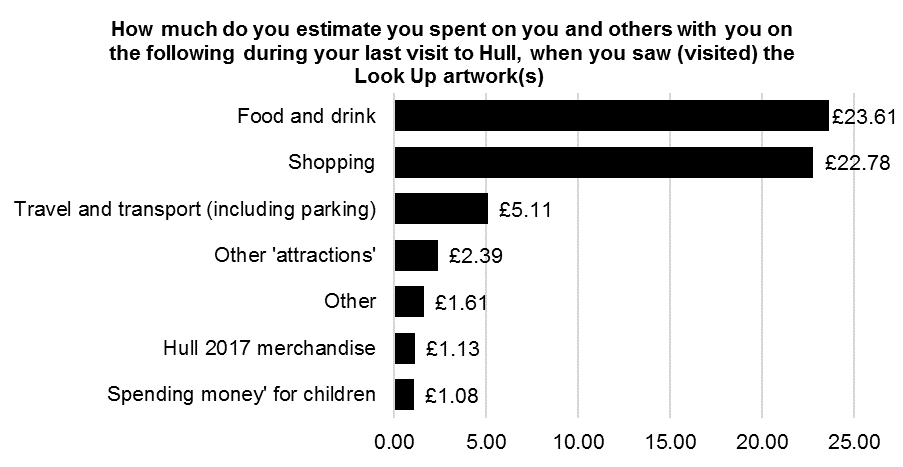 How much do you estimate you spent on you and others with you on
the following during your last visit to Hull, when you saw (visited) the
Look Up artwork(s)
Food and drink £23.61
Shopping £22.78
Travel and transport (including parking) £5.11
Other 'attractions' £2.39
Other £1.61
Hull 2017 merchandise £1.13
Spending money' for children £1.08
0.00 5.00 10.00 15.00 20.00 25.00